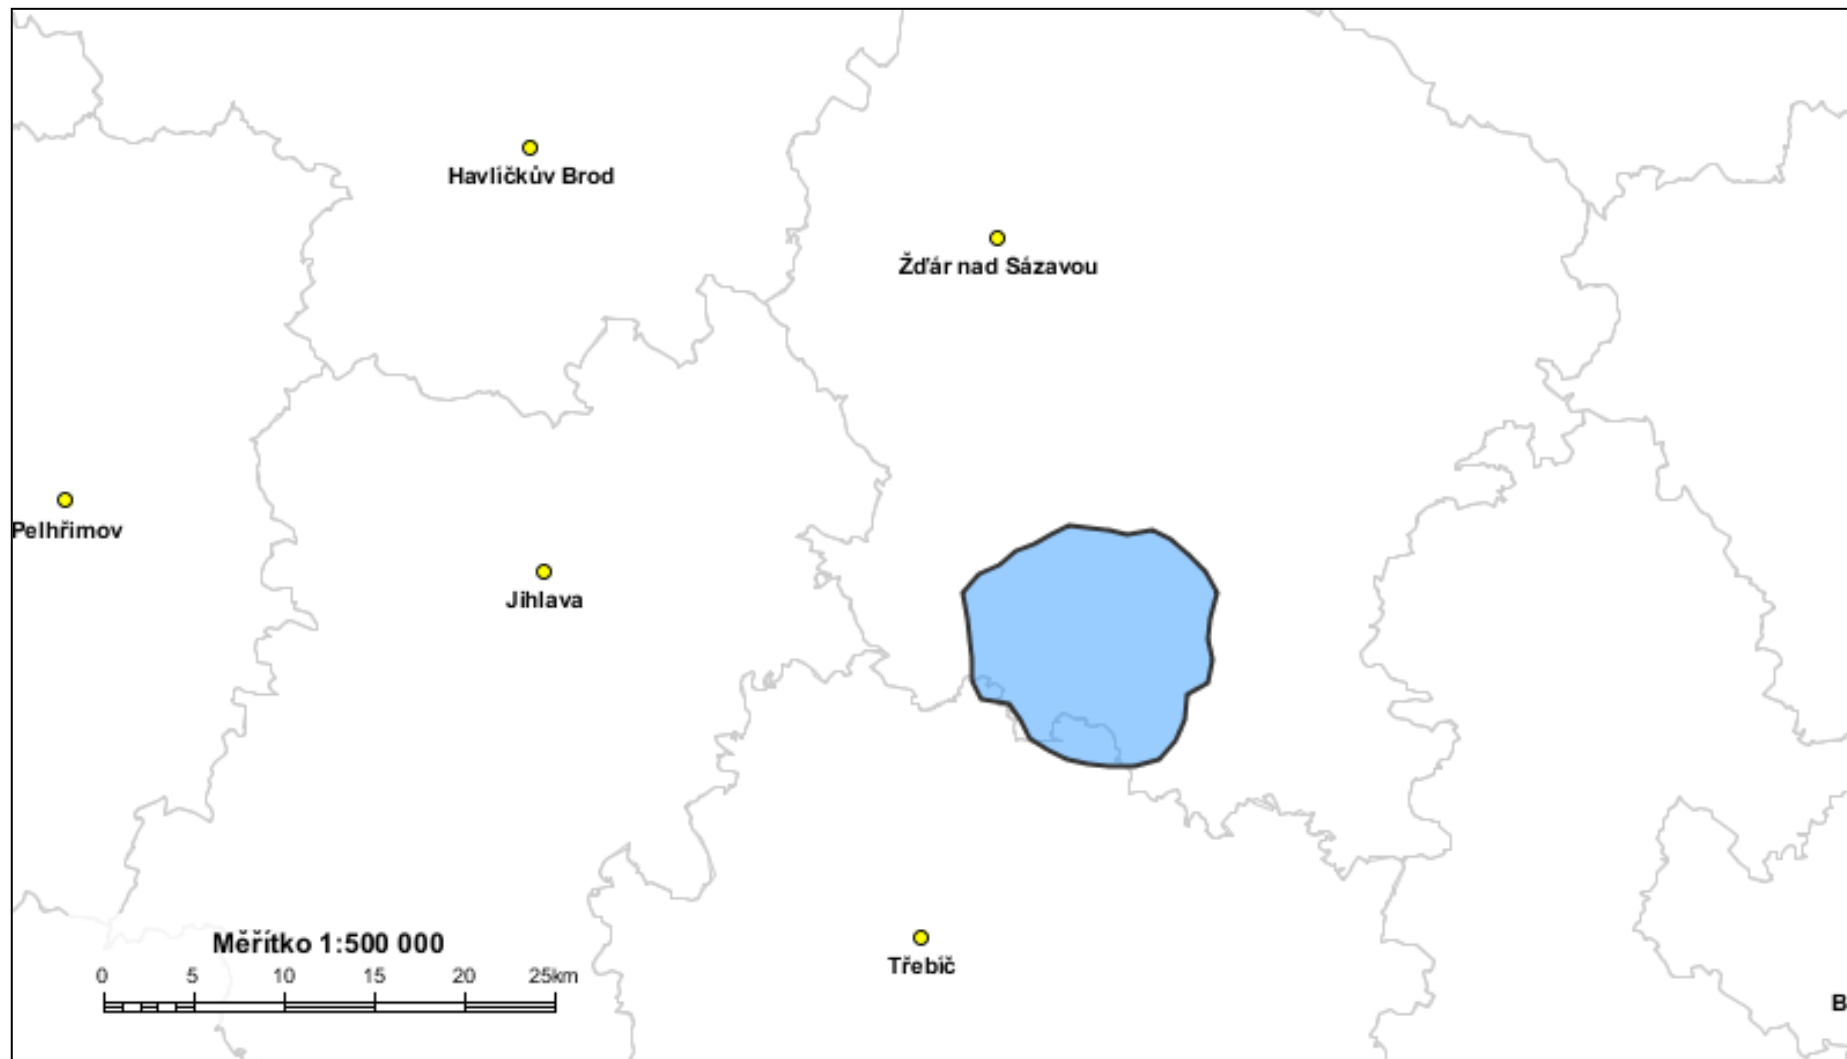 Havlíčkův Brod
Žďár nad Sázavou
Pelhřimov
Jihlava
Měřítko 1:500 000
0 5 10 15 20 25km
Třebíč
B